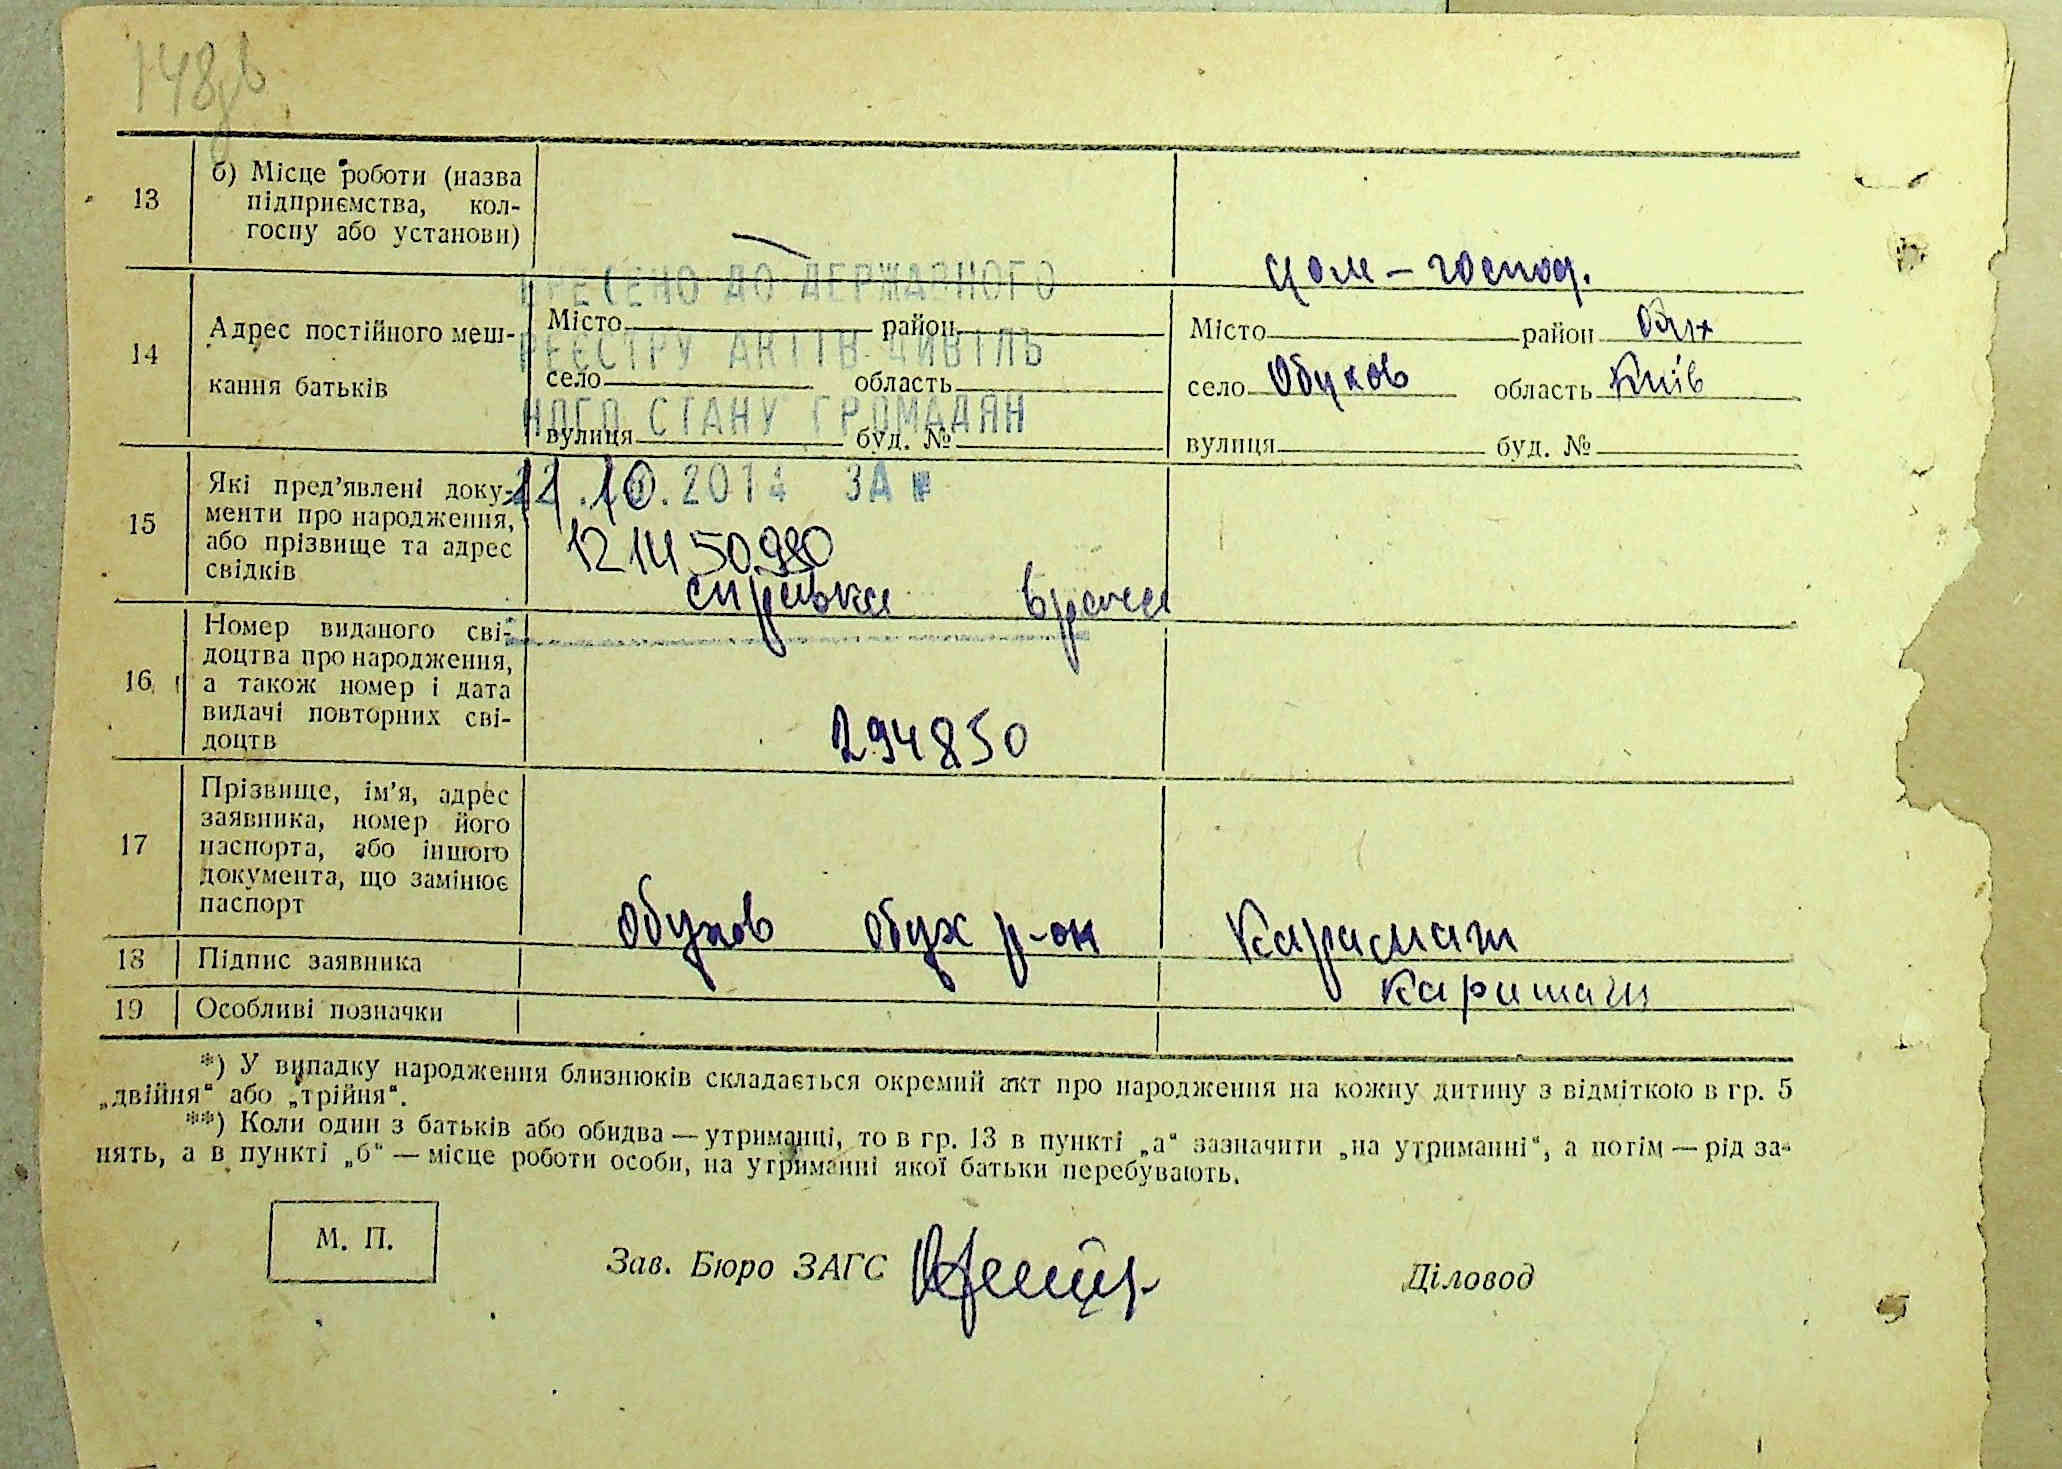 148
13
б) Місце роботи (назва
підприємства, кол-
госпу або установи)
дом – господ.
ВНЕСЕНО ДО ДЕРЖАВНОГО
РЕЄСТРУ АКТІВ ЦИВІЛЬ
НОГО СТАНУ ГРОМАДЯН
14
Адрес постійного меш-
кання батьків
Місто район
село область
вулиця буд. №
Місто район Обух
село Обухов область Київ
вулиця буд. №
15
Які пред’явлені доку-
менти про народження,
або прізвище та адрес
свідків
11.10.2014 ЗА №
1211450980
справка врача
16
Номер виданого сві-
доцтва про народження,
а також номер і дата
видачі повторних сві-
доцтв
294850
17
Прізвище, ім’я, адрес
заявника, номер його
паспорта, або іншого
документа, що замінює
паспорт
Обухов Обух р-он
18
Підпис заявника
19
Особливі позначки
*) У випадку народження близнюків складається окремий акт про народження на кожну дитину з відміткою в гр. 5
„двійня“ або „трійня“.
**) Коли один з батьків або обидва — утриманці, то в гр. 13 в пункті „а“ зазначити „на утриманні“, а потім — рід за-
нять, а в пункті „б“ — місце роботи особи, на утриманні якої батьки перебувають.
М. П.
Зав. Бюро ЗАГС
Діловод